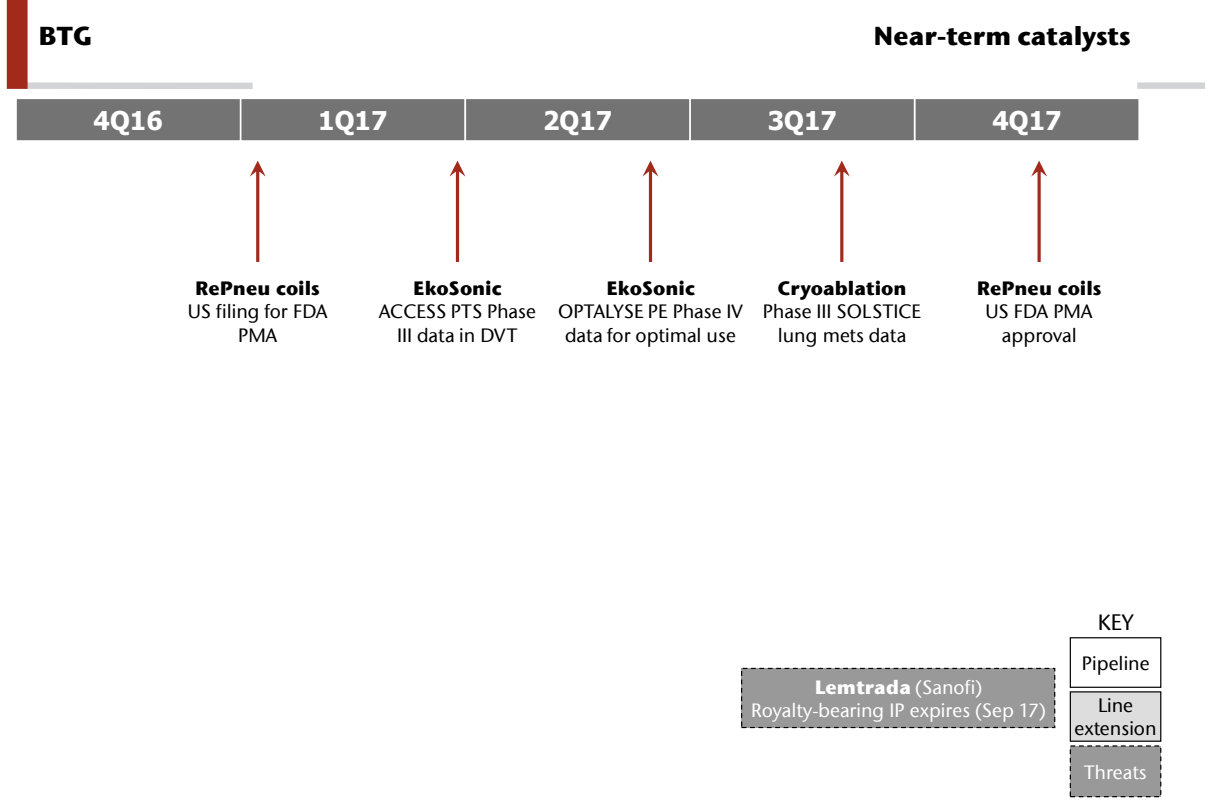 BTG
Near-term catalysts
4Q16
1Q17
2Q17
3Q17
4Q17
RePneu coils
US filing for FDA
PMA
EkoSonic
ACCESS PTS Phase
III data in DVT
EkoSonic
OPTALYSE PE Phase IV
data for optimal use
Cryoablation
Phase III SOLSTICE
lung mets data
RePneu coils
US FDA PMA
approval
Lemtrada (Sanofi)
Royalty-bearing IP expires (Sep 17)
KEY
Pipeline
Line
extension
Threats